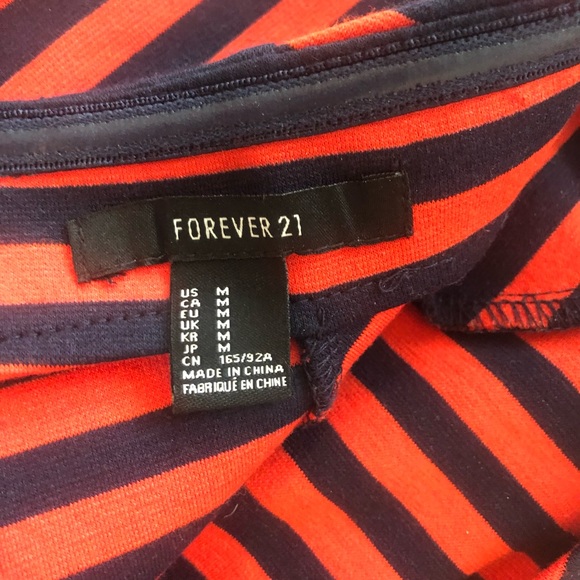 FOREVER 21
US M
CA M
EU M
UK M
KR M
JP M
CN 165/92A
MADE IN CHINA
FABRIQUÉ EN CHINE